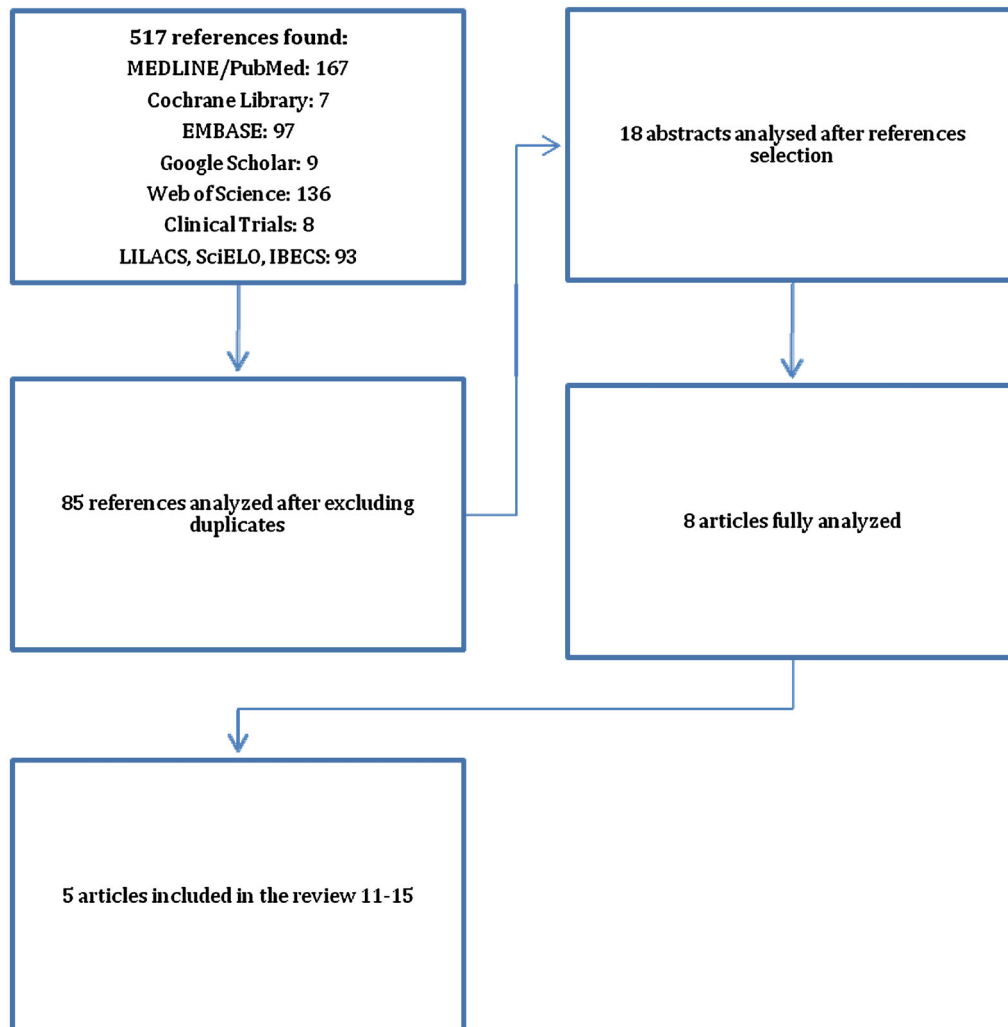 517 references found:
MEDLINE/PubMed: 167
Cochrane Library: 7
EMBASE: 97
Google Scholar: 9
Web of Science: 136
Clinical Trials: 8
LILACS, SciELO, IBECS: 93
85 references analyzed after excluding
duplicates
18 abstracts analysed after references
selection
8 articles fully analyzed
5 articles included in the review 11-15